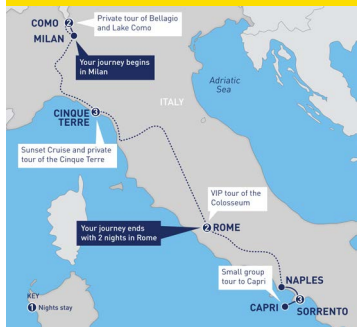 Private tour of Bellagio
and Lake Como
COMO 2
MILAN
Your journey begins
in Milan
Adriatic
Sea
ITALY
CINQUE 3
TERRE
Sunset Cruise and private
tour of the Cinque Terre
VIP tour of the
Colosseum
Your journey ends
with 2 nights in Rome
2 ROME
Small group
tour to Capri
NAPLES
3
CAPRI
SORRENTO
KEY
1 Nights stay